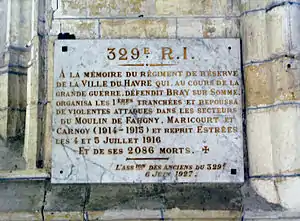 329E R.I.
A LA MÉMOIRE DU RÉGIMENT DE RÉSERVE
DE LA VILLE DU HAVRE QUI, AU COURS DE LA
GRANDE GUERRE, DÉFENDIT BRAY SUR SOMME,
ORGANISA LES 1ÈRES TRANCHÉES ET REPOUSSA
DE VIOLENTES ATTAQUES DANS LES SECTEURS
DU MOULIN DE FARGNY, MARICOURT ET
CARNOY (1914-1915) ET REPRIT ESTRÉES
LES 4 ET 5 JUILLET 1916
ET DE SES 2086 MORTS. ✠
L'ASSION DES ANCIENS DU 329E
6 JUIN 1927.